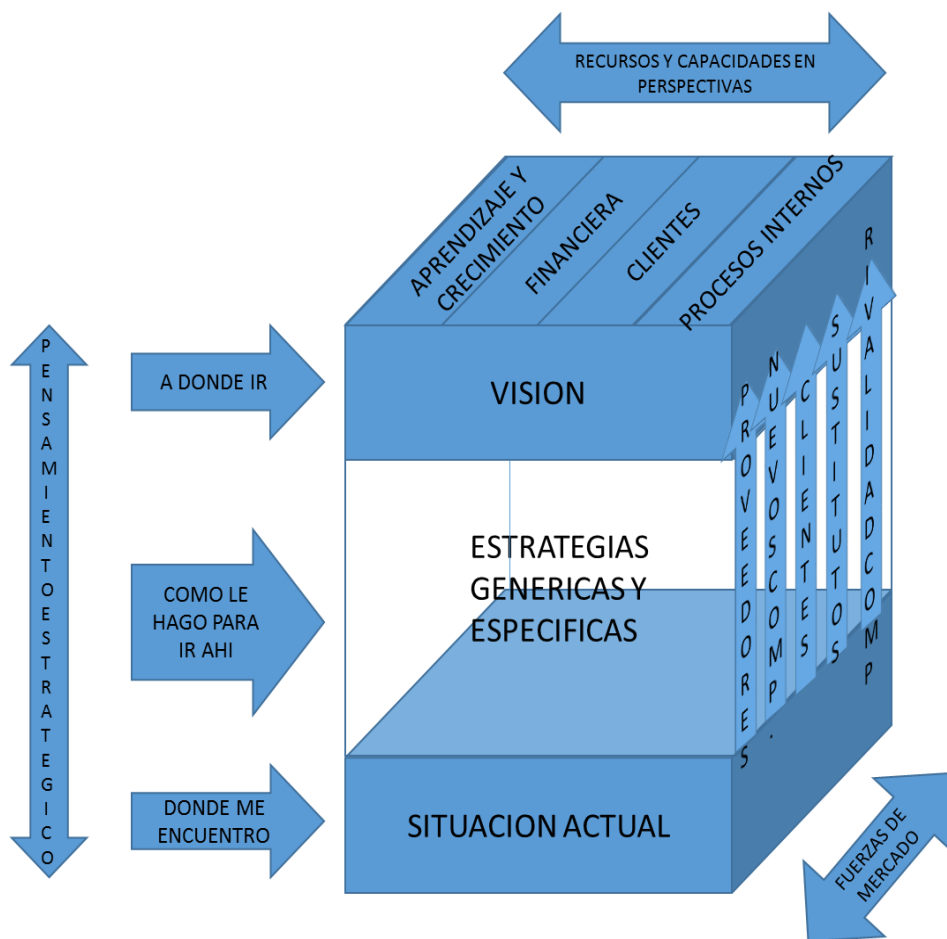 RECURSOS Y CAPACIDADES EN
PERSPECTIVAS
APRENDIZAJE Y
CRECIMIENTO
FINANCIERA
CLIENTES
PROCESOS INTERNOS
PENSAMIENTOESTRATEGICO
A DONDE IR
VISION
COMO LE
HAGO PARA
IR AHI
ESTRATEGIAS
GENERICAS Y
ESPECIFICAS
DONDE ME
ENCUENTRO
SITUACION ACTUAL
PROVEEDORES
NUEVOSCOMP.
CLIENTES
SUSTITUTOS
RIVALIDADCOMP
FUERZAS DE
MERCADO